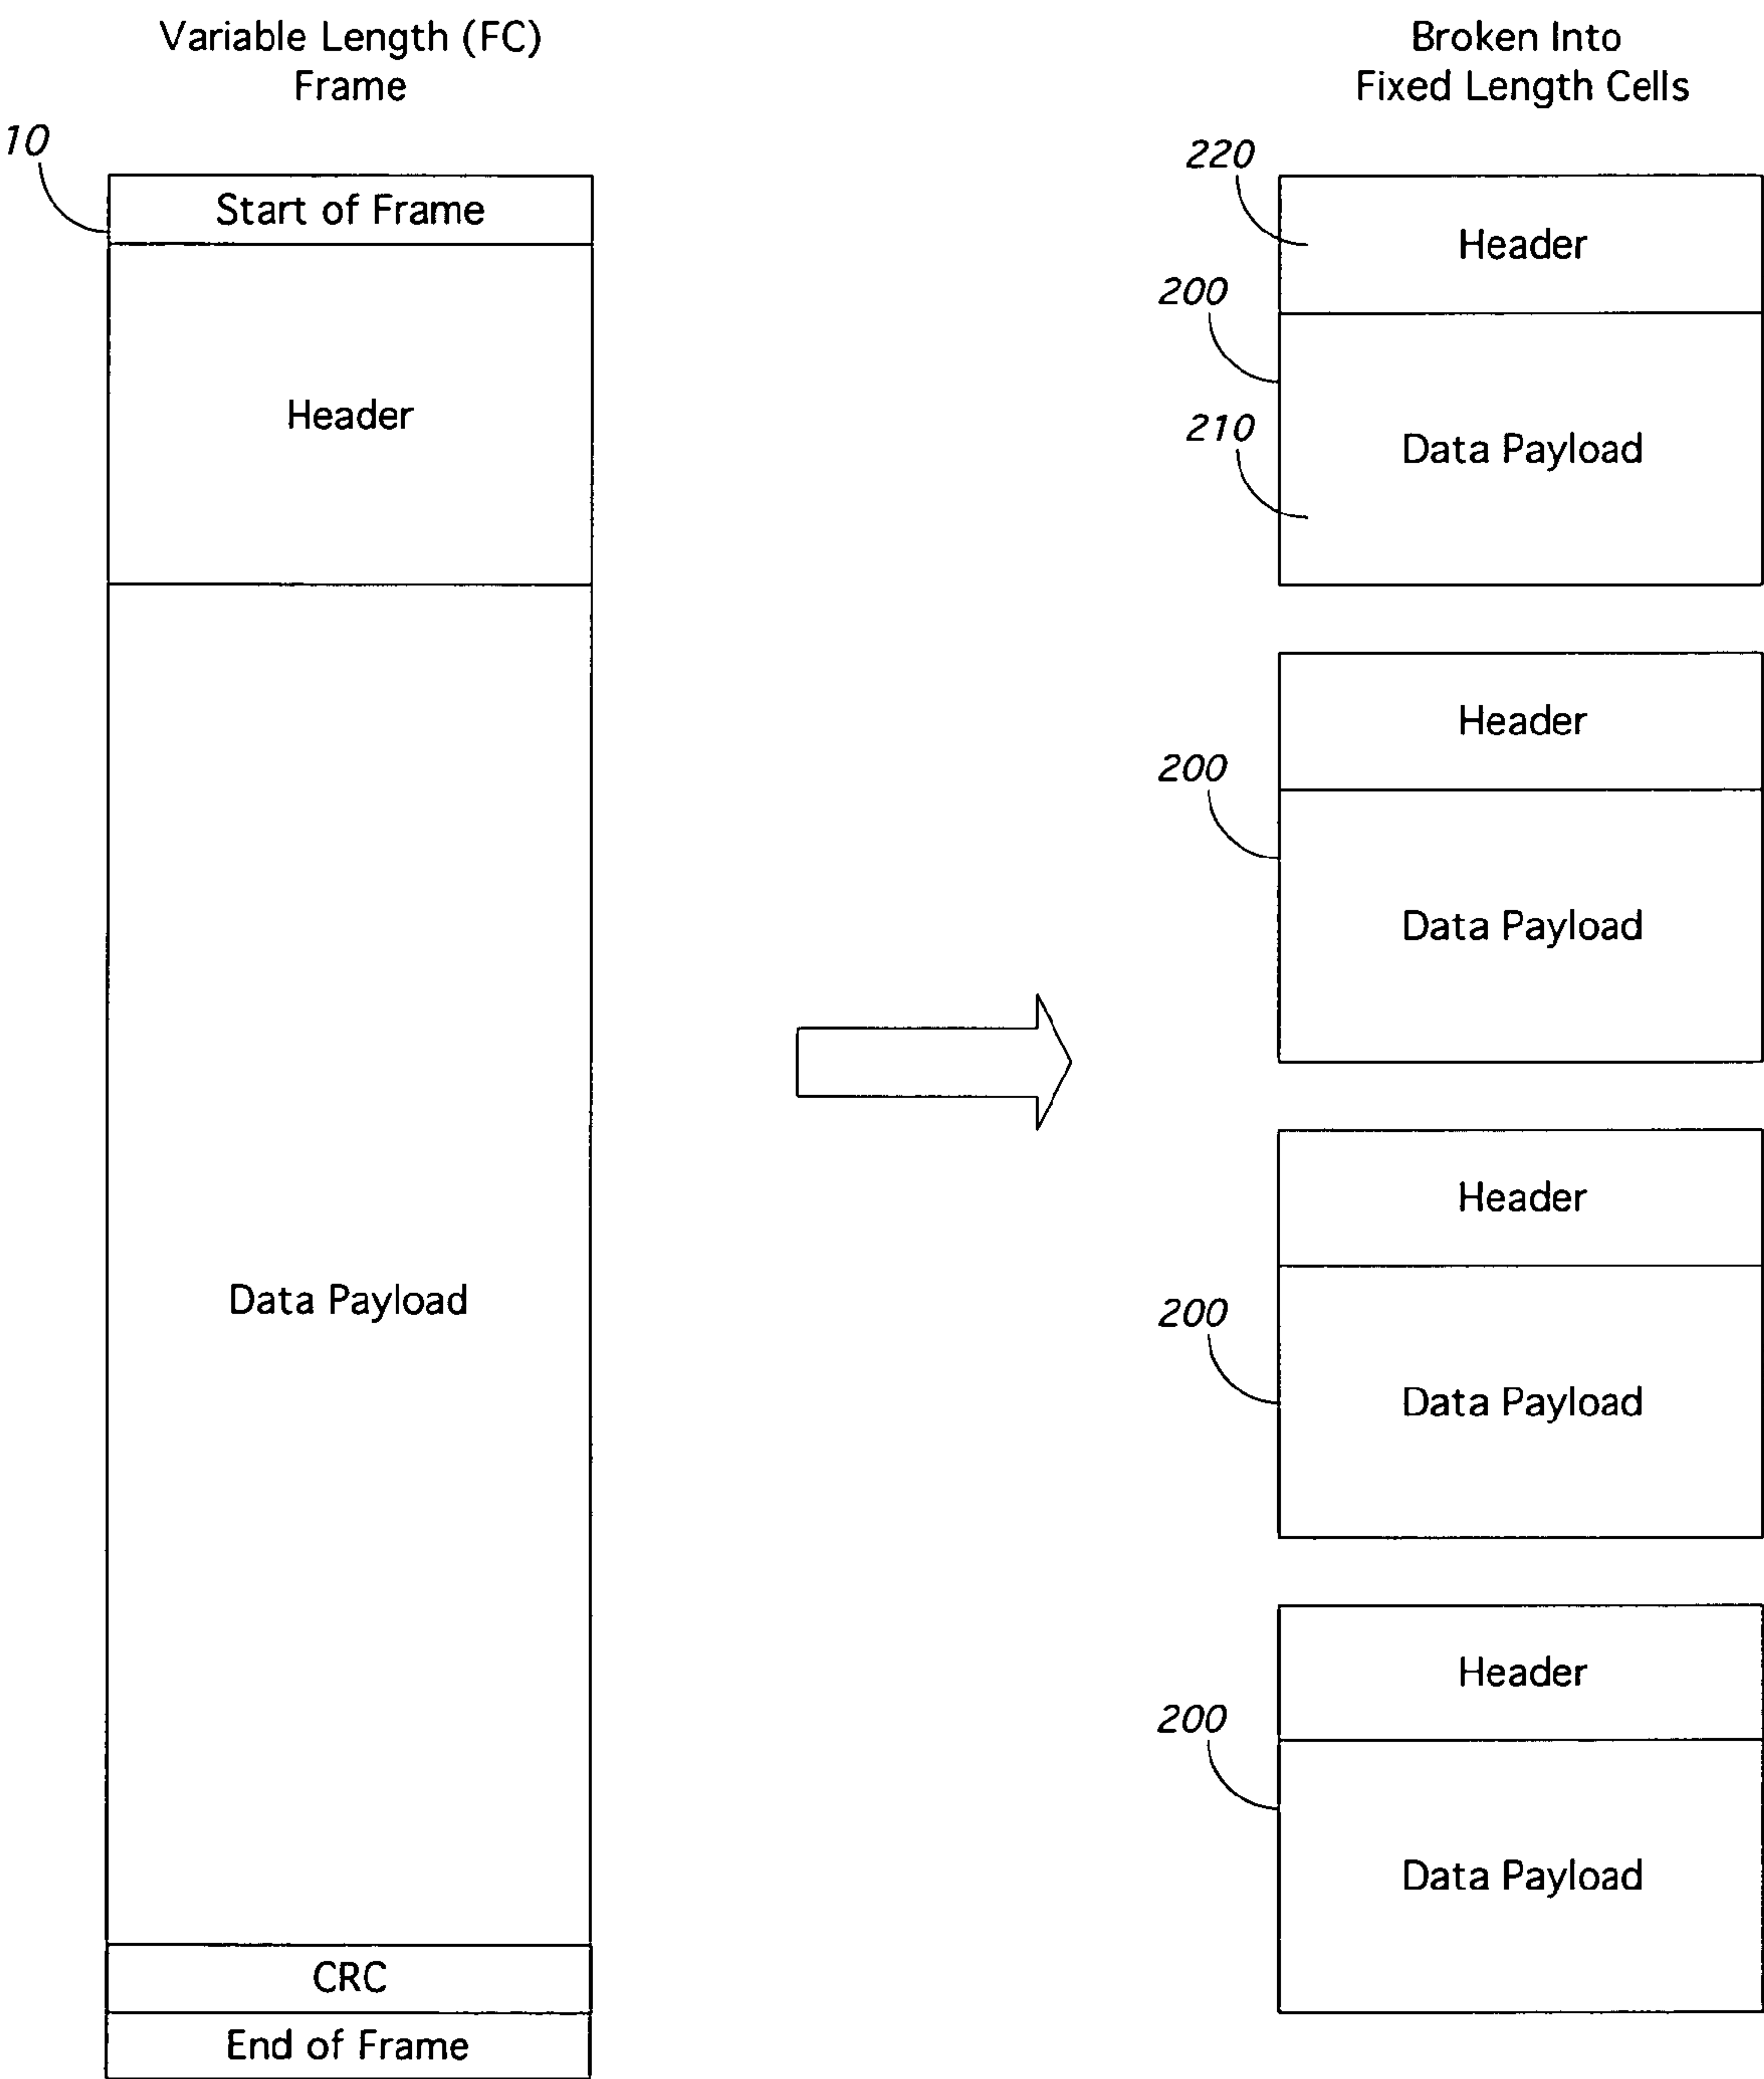 Variable Length (FC)
Frame
10
Start of Frame
Header
Data Payload
CRC
End of Frame
Broken Into
Fixed Length Cells
220
Header
200
210
Data Payload
Header
200
Data Payload
Header
200
Data Payload
Header
200
Data Payload